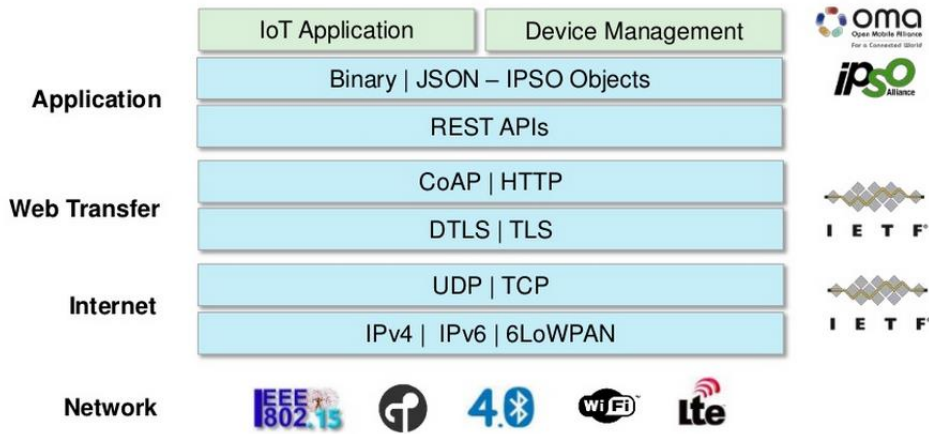 IoT Application
Device Management
oma
Open Mobile Alliance
For a Connected World
Application
Binary | JSON – IPSO Objects
ipso
Alliance
REST APIs
Web Transfer
CoAP | HTTP
DTLS | TLS
I E T F®
Internet
UDP | TCP
IPv4 | IPv6 | 6LoWPAN
I E T F®
Network
IEEE
802.15
4.0
Wi Fi
Lte